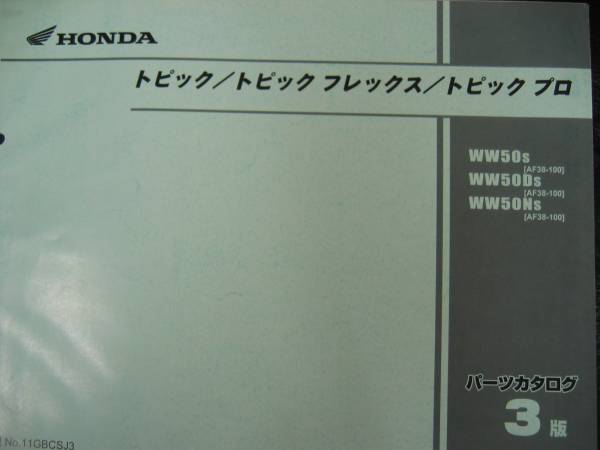 HONDA
トピック／トピック フレックス／トピック プロ
WW50S
[AF38-100]
WW50DS
[AF38-100]
WW50NS
[AF38-100]
パーツカタログ
3版
No.11GBCSJ3